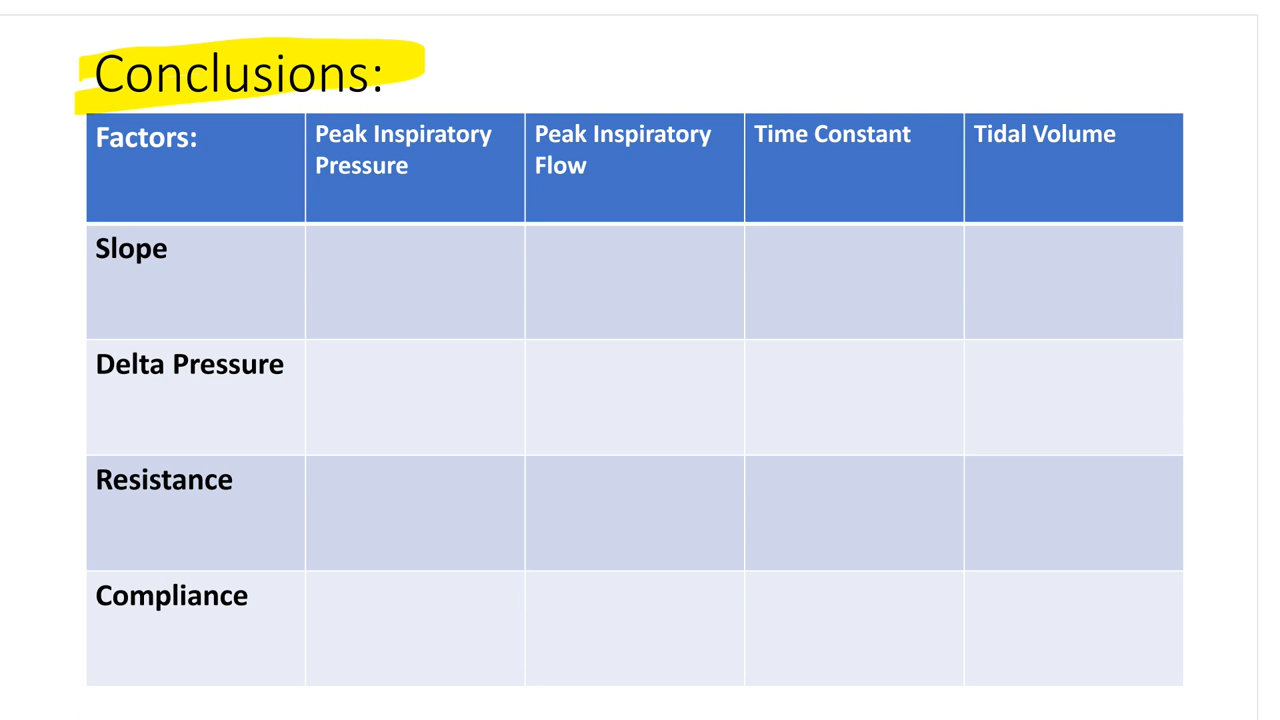 Conclusions:
Factors:
Peak Inspiratory
Pressure
Peak Inspiratory
Flow
Time Constant
Tidal Volume
Slope
Delta Pressure
Resistance
Compliance